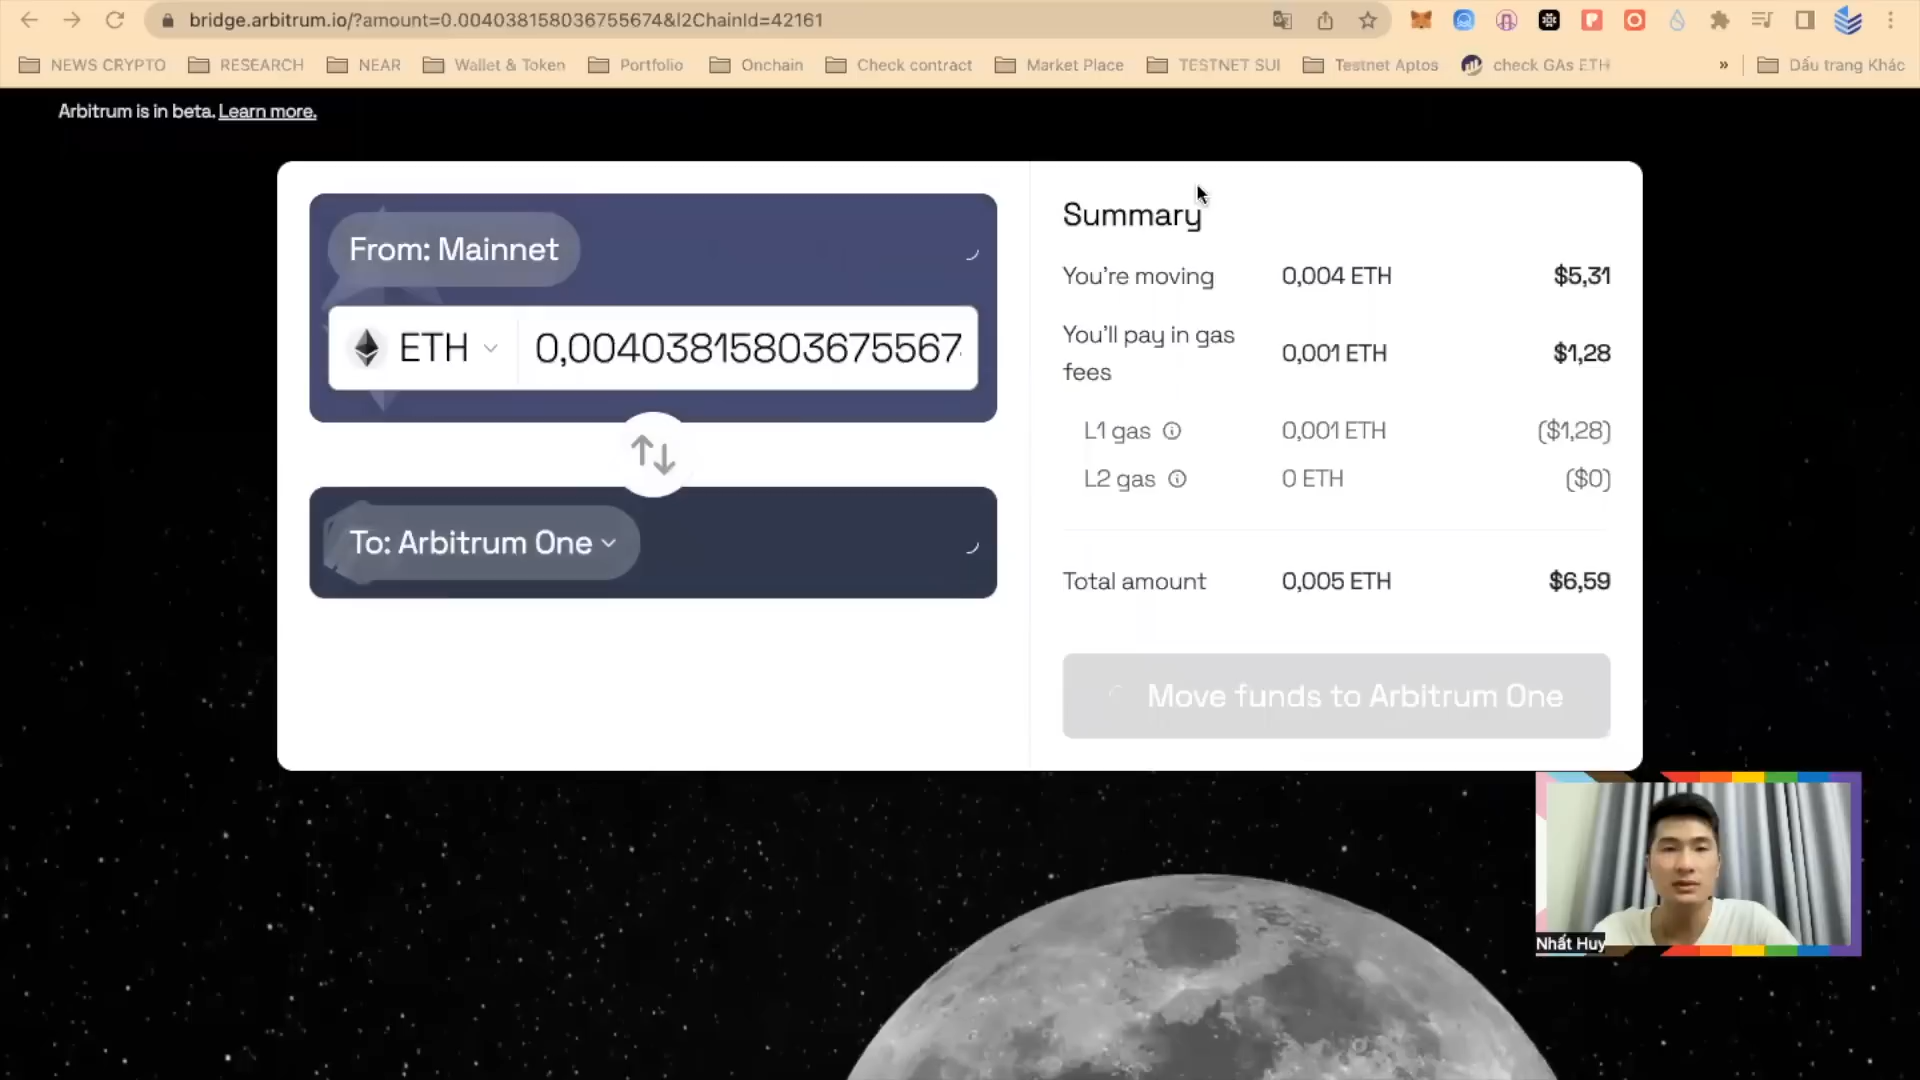 bridge.arbitrum.io/?amount=0.004038158036755674&l2ChainId=42161
NEWS CRYPTO RESEARCH NEAR Wallet & Token Portfolio Onchain Check contract Market Place TESTNET SUI Testnet Aptos check GAs ETH » Dấu trang Khác
Arbitrum is in beta. Learn more.
From: Mainnet
ETH 0,00403815803675567
To: Arbitrum One
Summary
You're moving 0,004 ETH $5,31
You'll pay in gas
fees 0,001 ETH $1,28
L1 gas 0,001 ETH ($1,28)
L2 gas 0 ETH ($0)
Total amount 0,005 ETH $6,59
Move funds to Arbitrum One
Nhất Huy